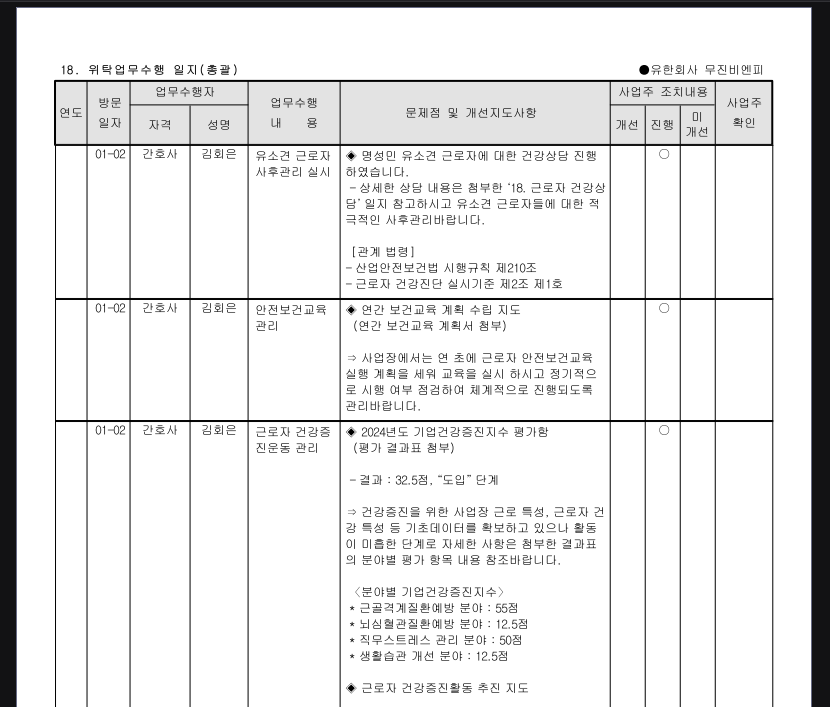 18. 위탁업무수행 일지(총괄)
●유한회사 무진비엔피
연도
방문
일자
업무수행자
자격
성명
업무수행
내 용
문제점 및 개선지도사항
사업주 조치내용
개선
진행
미
개선
사업주
확인
01-02
간호사
김회은
유소견 근로자
사후관리 실시
◈ 명성민 유소견 근로자에 대한 건강상담 진행
하였습니다.
- 상세한 상담 내용은 첨부한 ‘18. 근로자 건강상
담’ 일지 참고하시고 유소견 근로자들에 대한 적
극적인 사후관리바랍니다.
[관계 법령]
- 산업안전보건법 시행규칙 제210조
- 근로자 건강진단 실시기준 제2조 제1호
○
01-02
간호사
김회은
안전보건교육
관리
◈ 연간 보건교육 계획 수립 지도
(연간 보건교육 계획서 첨부)
⇒ 사업장에서는 연 초에 근로자 안전보건교육
실행 계획을 세워 교육을 실시 하시고 정기적으
로 시행 여부 점검하여 체계적으로 진행되도록
관리바랍니다.
○
01-02
간호사
김회은
근로자 건강증
진운동 관리
◈ 2024년도 기업건강증진지수 평가함
(평가 결과표 첨부)
- 결과 : 32.5점, “도입” 단계
⇒ 건강증진을 위한 사업장 근로 특성, 근로자 건
강 특성 등 기초데이터를 확보하고 있으나 활동
이 미흡한 단계로 자세한 사항은 첨부한 결과표
의 분야별 평가 항목 내용 참조바랍니다.
〈분야별 기업건강증진지수〉
* 근골격계질환예방 분야 : 55점
* 뇌심혈관질환예방 분야 : 12.5점
* 직무스트레스 관리 분야 : 50점
* 생활습관 개선 분야 : 12.5점
◈ 근로자 건강증진활동 추진 지도
○